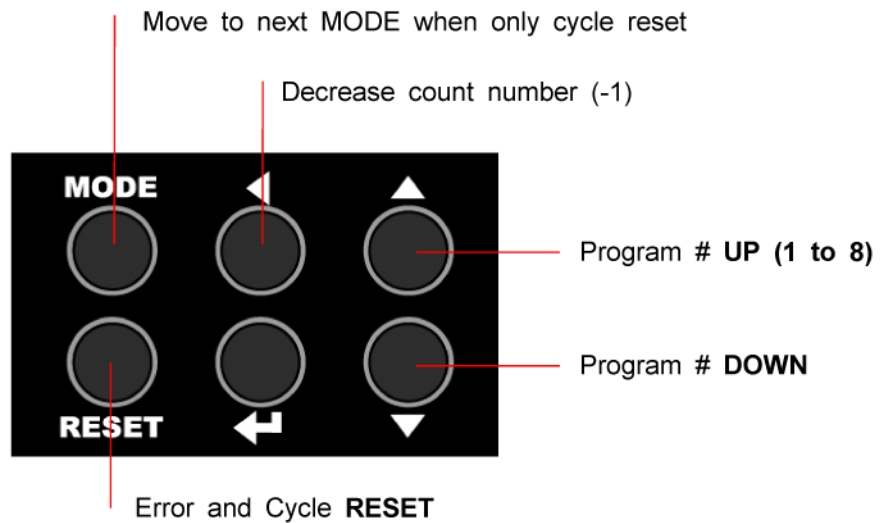 Move to next MODE when only cycle reset
Decrease count number (-1)
MODE
Program # UP (1 to 8)
Program # DOWN
RESET
Error and Cycle RESET